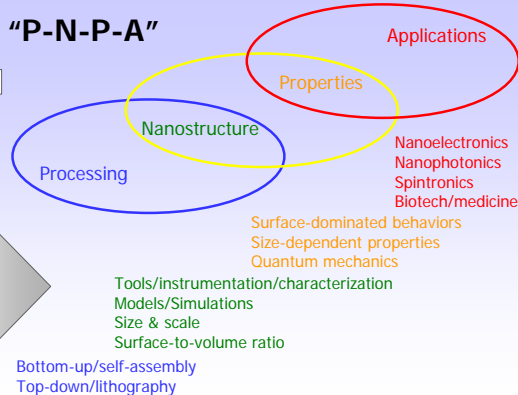 “P-N-P-A”
Applications
Properties
Nanostructure
Processing
Nanoelectronics
Nanophotonics
Spintronics
Biotech/medicine
Surface-dominated behaviors
Size-dependent properties
Quantum mechanics
Tools/instrumentation/characterization
Models/Simulations
Size & scale
Surface-to-volume ratio
Bottom-up/self-assembly
Top-down/lithography